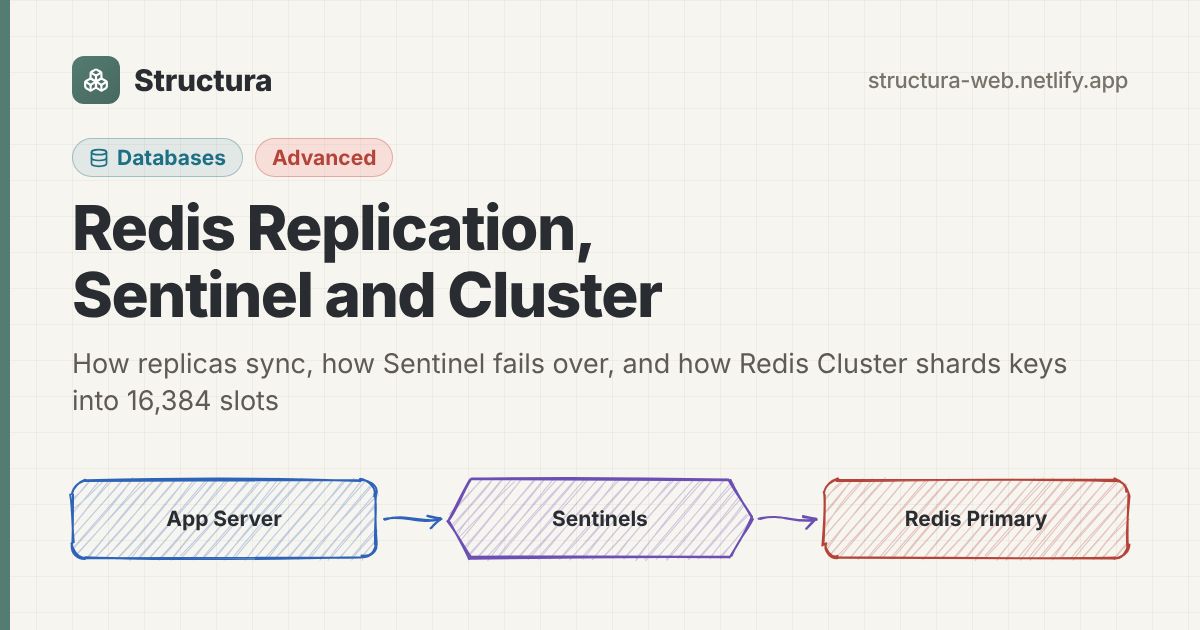 Structura
structura-web.netlify.app
Databases
Advanced
Redis Replication,
Sentinel and Cluster
How replicas sync, how Sentinel fails over, and how Redis Cluster shards keys
into 16,384 slots
App Server
Sentinels
Redis Primary